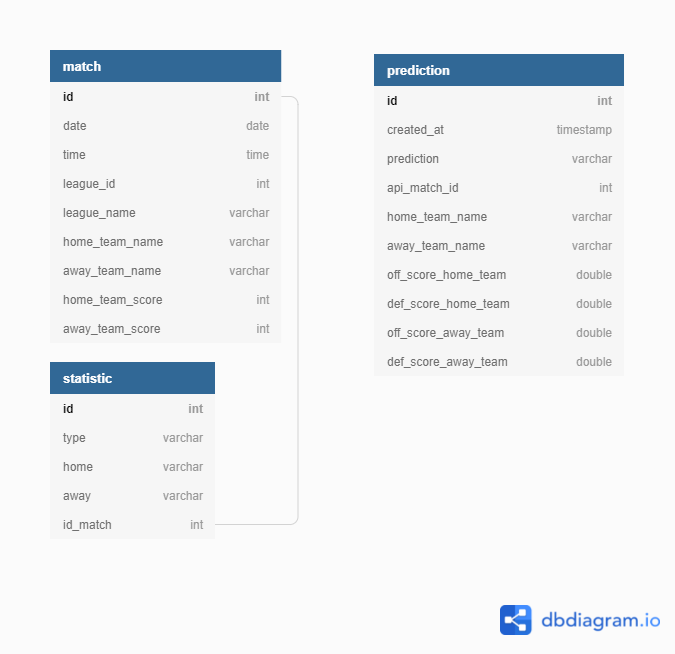 match
id int
date date
time time
league_id int
league_name varchar
home_team_name varchar
away_team_name varchar
home_team_score int
away_team_score int
statistic
id int
type varchar
home varchar
away varchar
id_match int
prediction
id int
created_at timestamp
prediction varchar
api_match_id int
home_team_name varchar
away_team_name varchar
off_score_home_team double
def_score_home_team double
off_score_away_team double
def_score_away_team double
dbdiagram.io